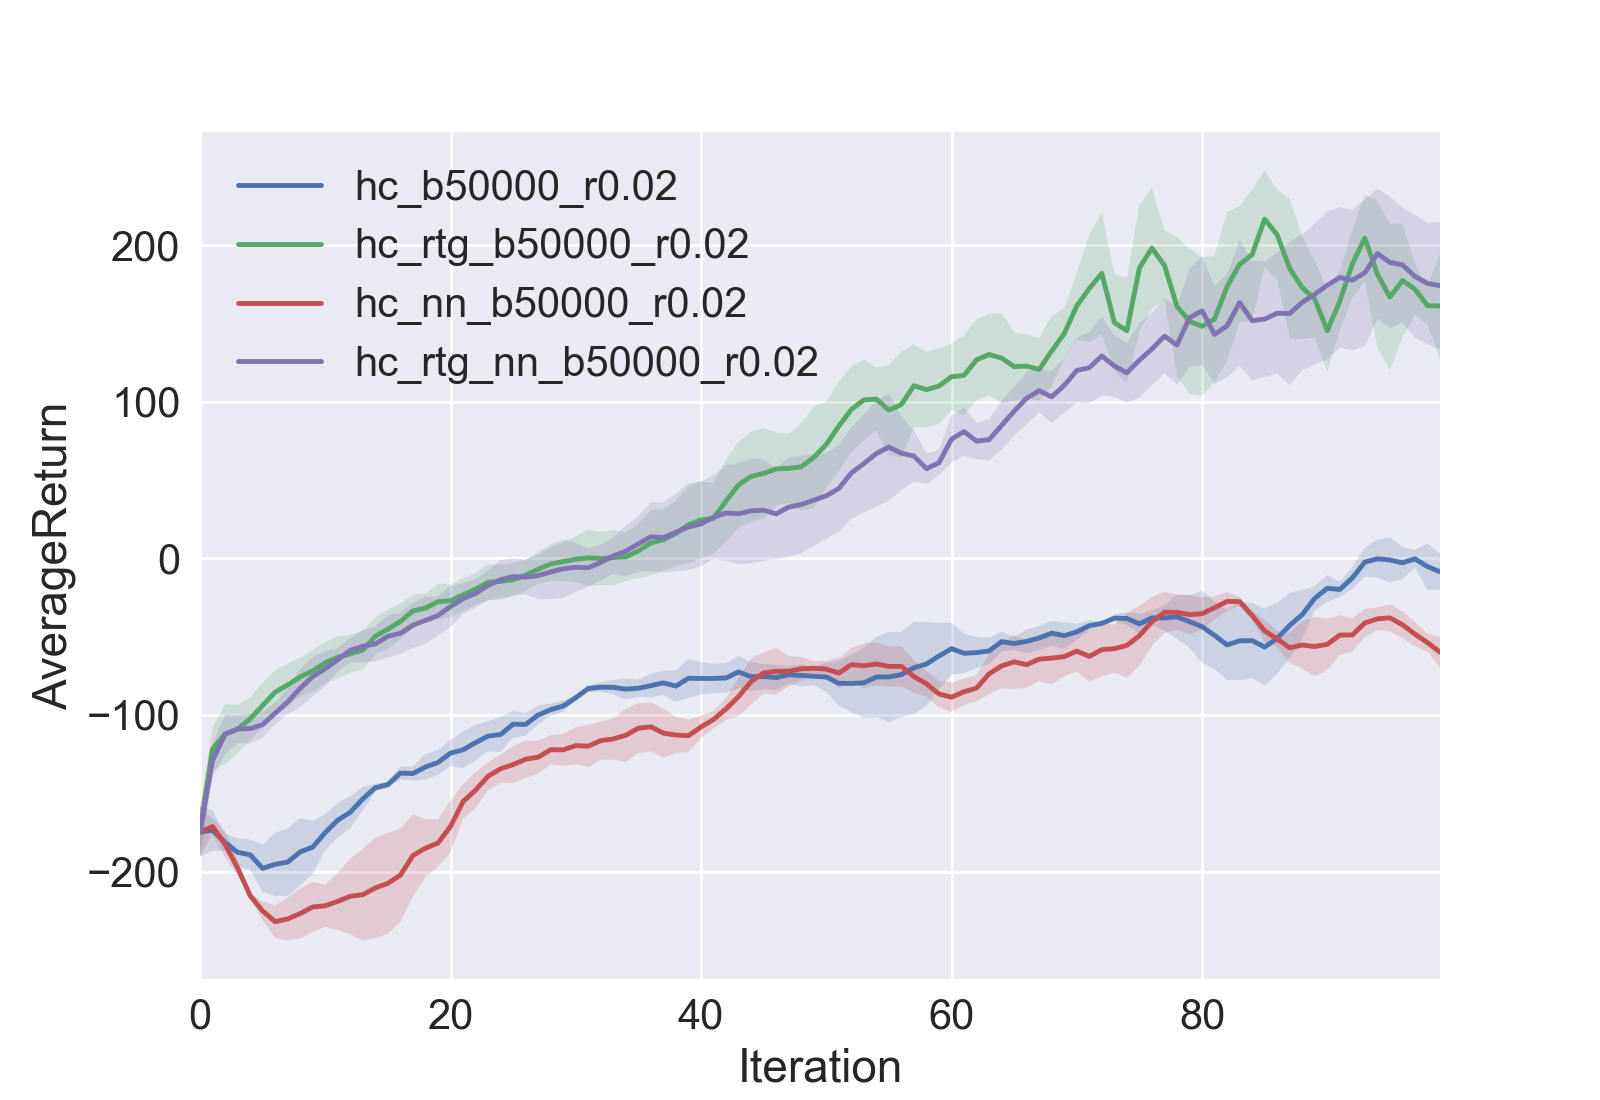 hc_b50000_r0.02
hc_rtg_b50000_r0.02
hc_nn_b50000_r0.02
hc_rtg_nn_b50000_r0.02
200
100
0
−100
−200
AverageReturn
0 20 40 60 80
Iteration